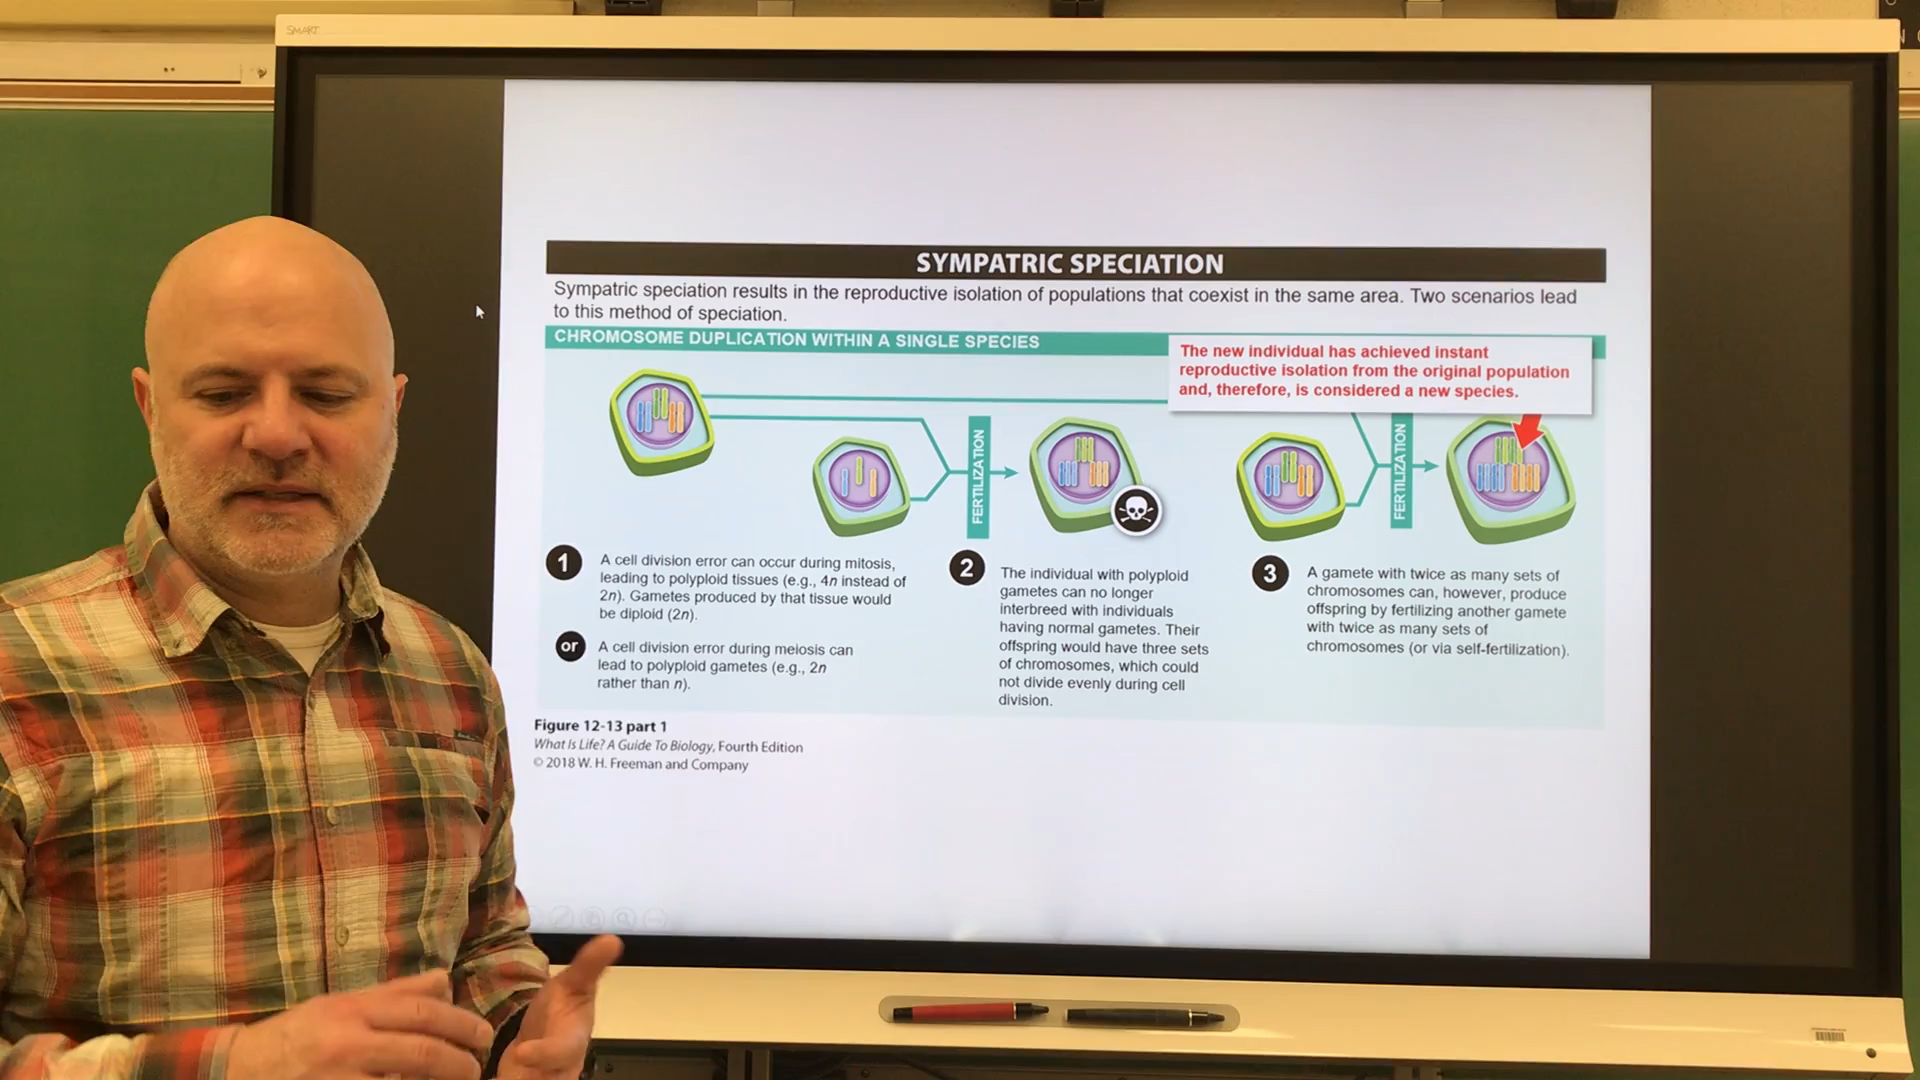 SMART
SYMPATRIC SPECIATION
Sympatric speciation results in the reproductive isolation of populations that coexist in the same area. Two scenarios lead
to this method of speciation.
CHROMOSOME DUPLICATION WITHIN A SINGLE SPECIES
The new individual has achieved instant
reproductive isolation from the original population
and, therefore, is considered a new species.
FERTILIZATION
FERTILIZATION
1
A cell division error can occur during mitosis,
leading to polyploid tissues (e.g., 4n instead of
2n). Gametes produced by that tissue would
be diploid (2n).
or
A cell division error during meiosis can
lead to polyploid gametes (e.g., 2n
rather than n).
2
The individual with polyploid
gametes can no longer
interbreed with individuals
having normal gametes. Their
offspring would have three sets
of chromosomes, which could
not divide evenly during cell
division.
3
A gamete with twice as many sets of
chromosomes can, however, produce
offspring by fertilizing another gamete
with twice as many sets of
chromosomes (or via self-fertilization).
Figure 12-13 part 1
What Is Life? A Guide To Biology, Fourth Edition
© 2018 W. H. Freeman and Company